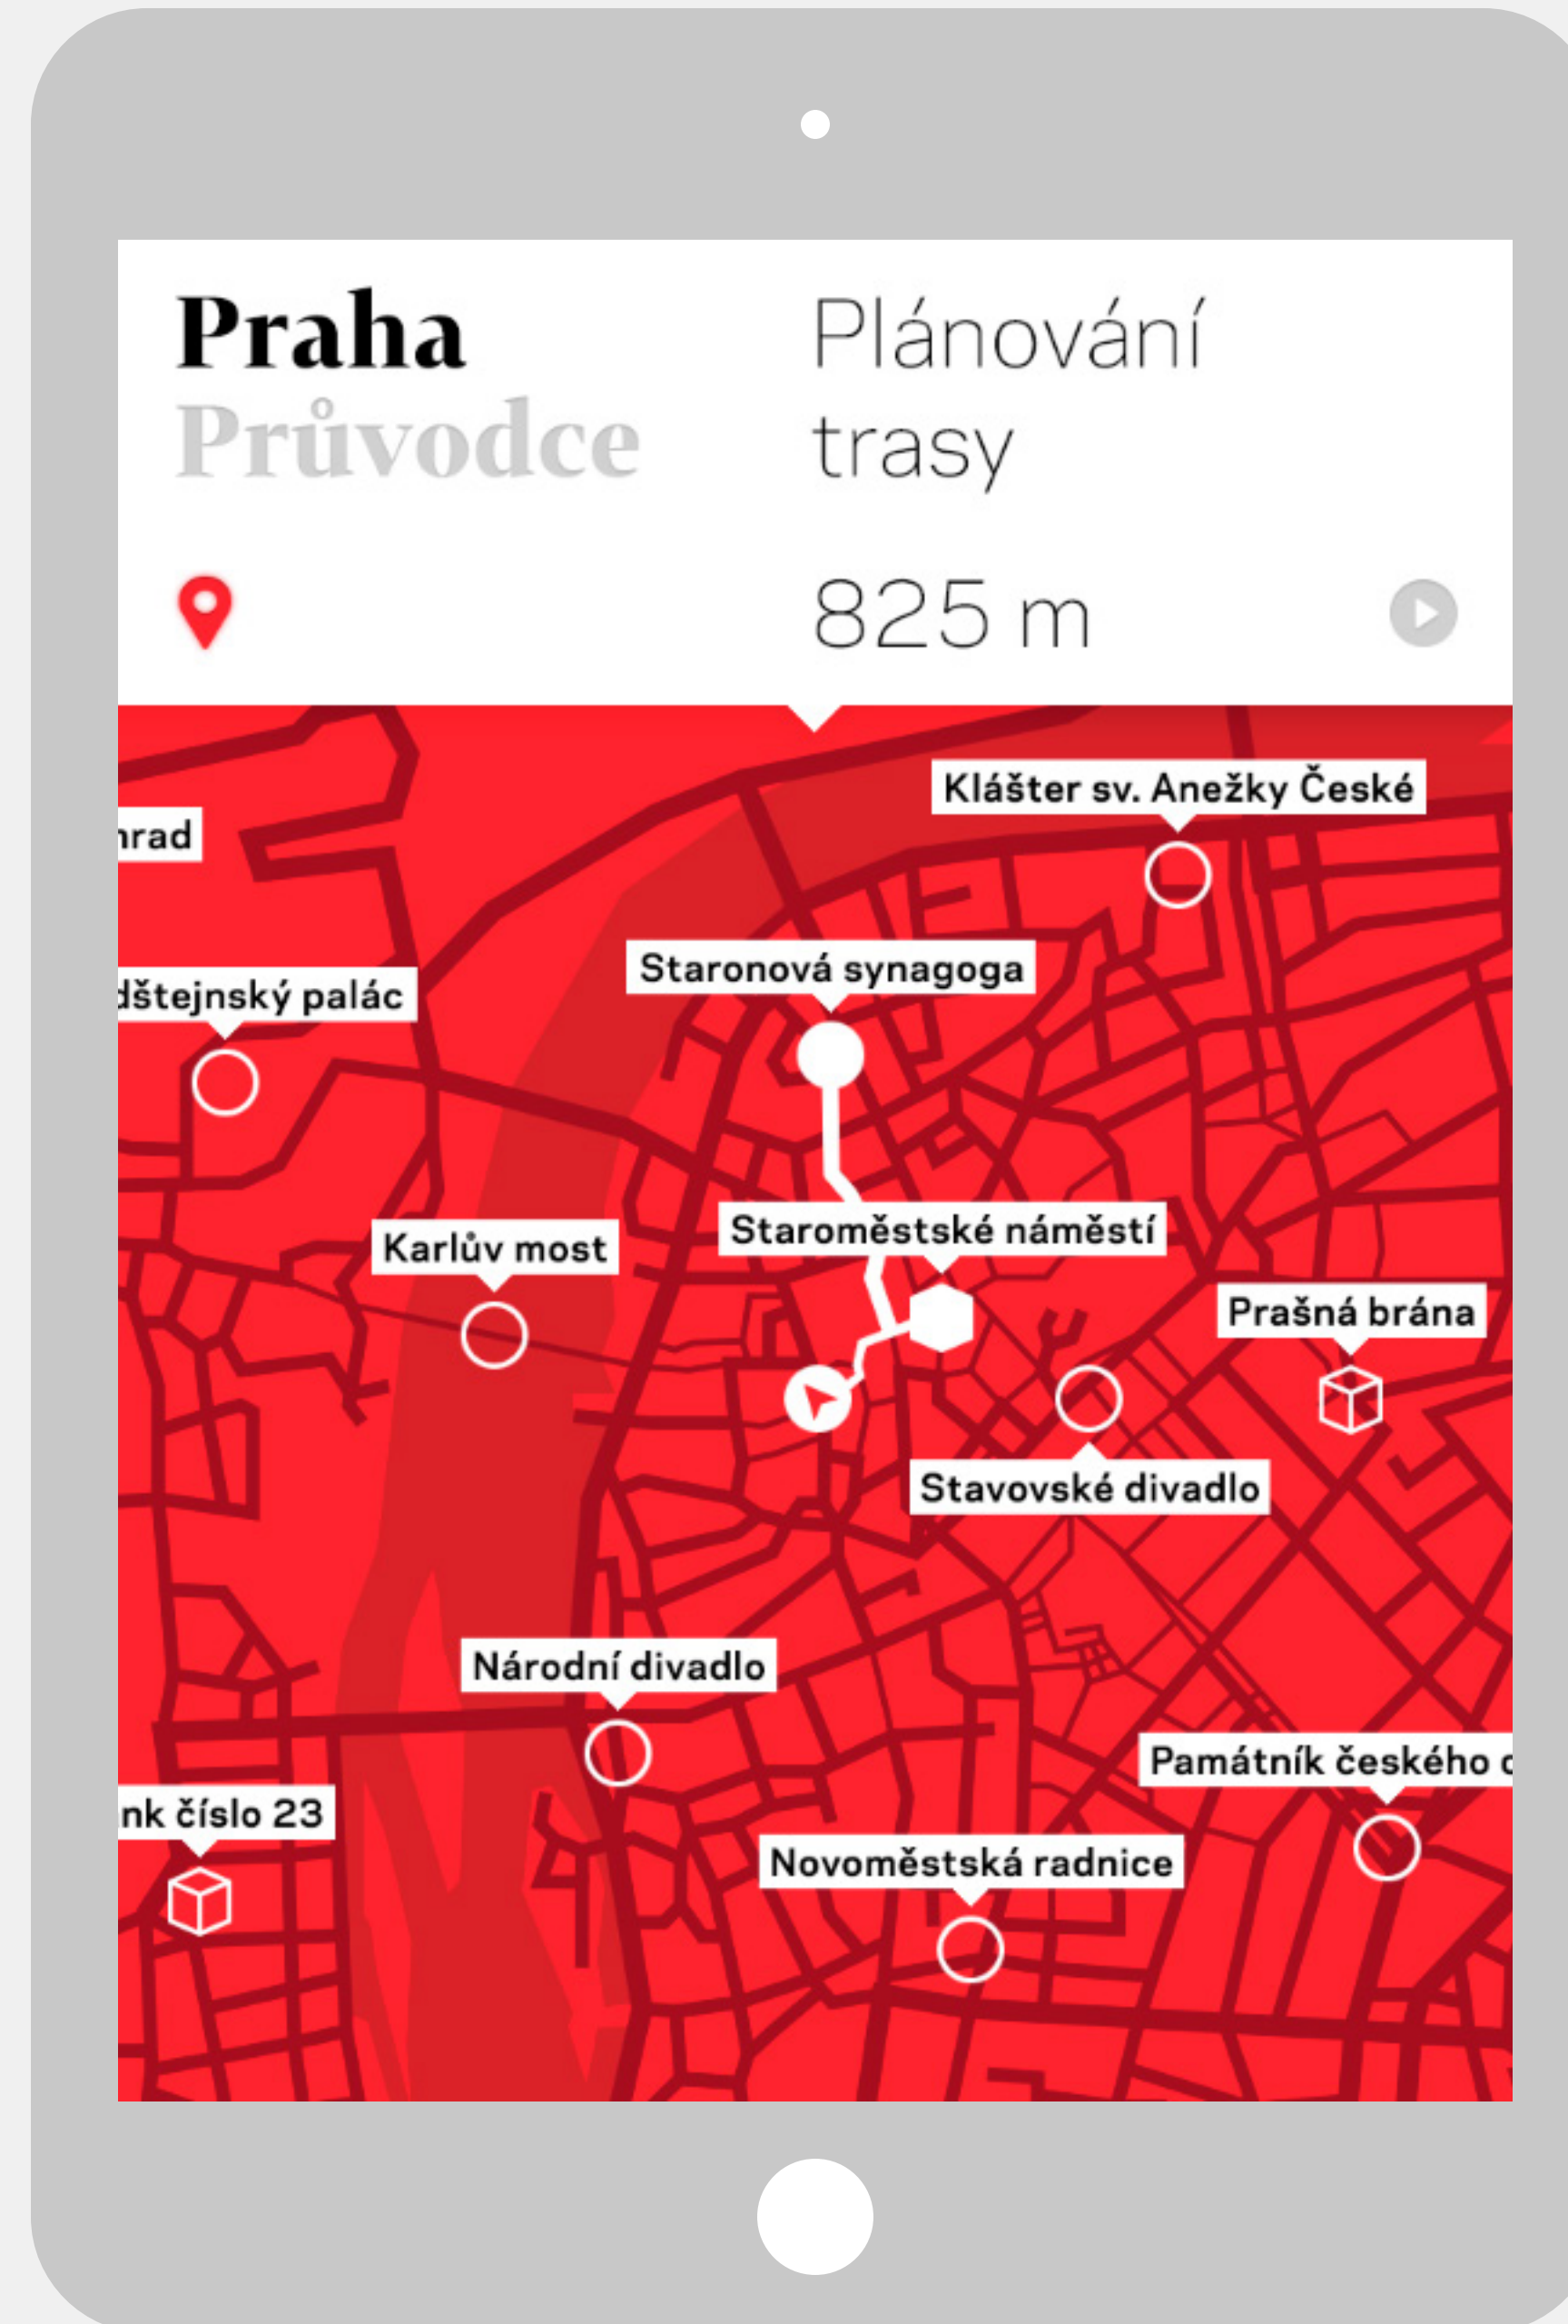 Praha
Průvodce
Plánování
trasy
825 m
Klášter sv. Anežky České
hrad
Staronová synagoga
dštejnský palác
Staroměstské náměstí
Karlův most
Prašná brána
Stavovské divadlo
Národní divadlo
Památník českého
nk číslo 23
Novoměstská radnice